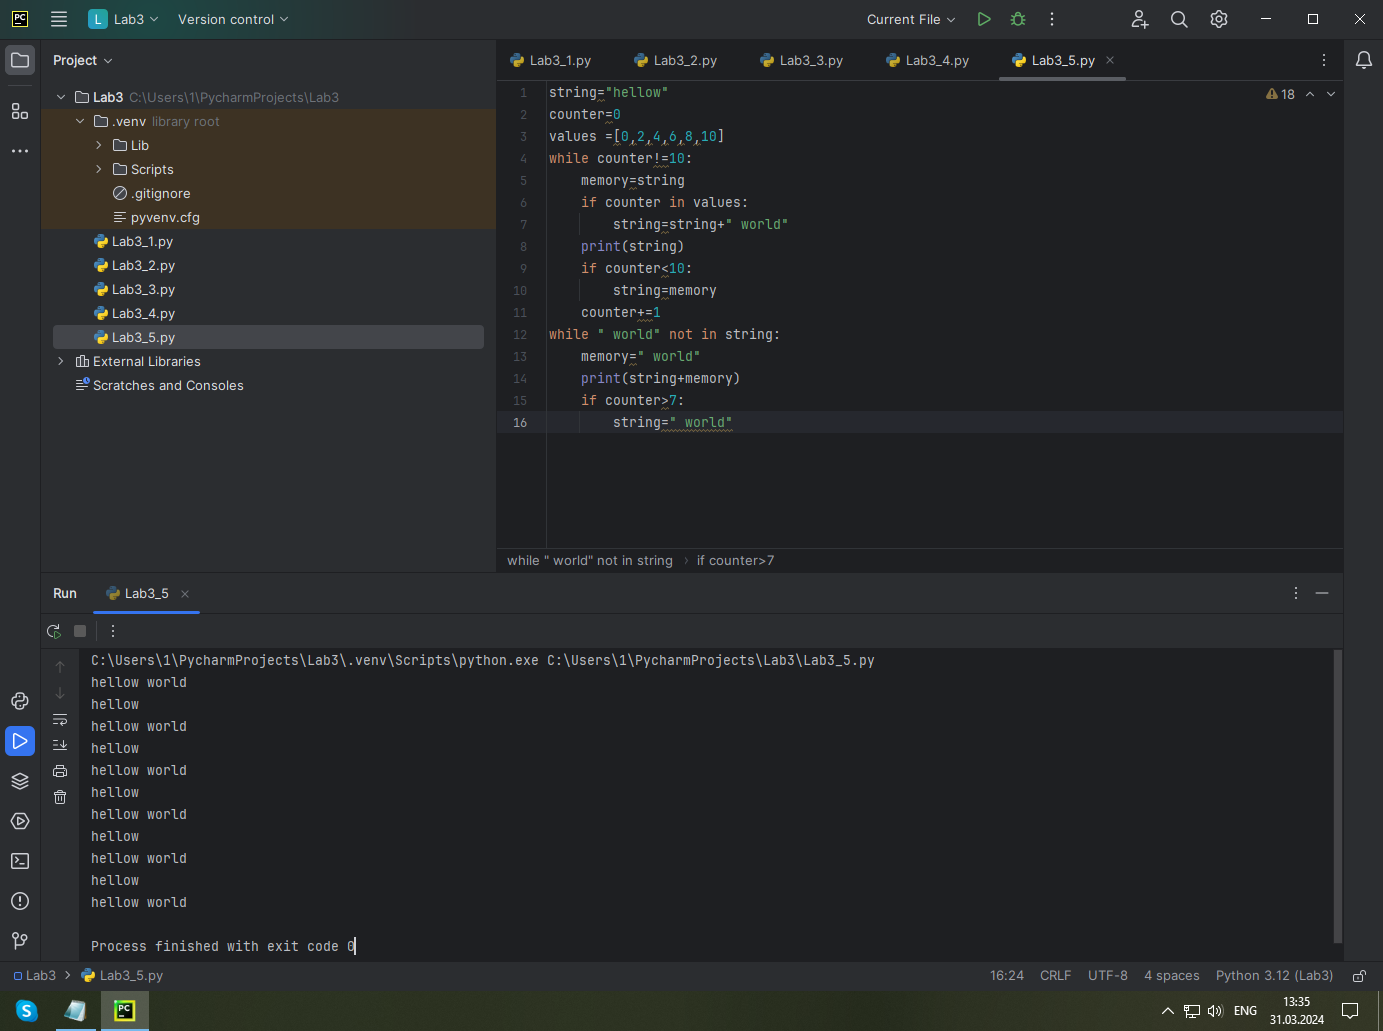 PC L Lab3 Version control Current File
Project
Lab3 C:\Users\1\PycharmProjects\Lab3
.venv library root
Lib
Scripts
.gitignore
pyvenv.cfg
Lab3_1.py
Lab3_2.py
Lab3_3.py
Lab3_4.py
Lab3_5.py
External Libraries
Scratches and Consoles
Lab3_1.py Lab3_2.py Lab3_3.py Lab3_4.py Lab3_5.py
18
1 string="hellow"
2 counter=0
3 values =[0,2,4,6,8,10]
4 while counter!=10:
5 memory=string
6 if counter in values:
7 string=string+" world"
8 print(string)
9 if counter<10:
10 string=memory
11 counter+=1
12 while " world" not in string:
13 memory=" world"
14 print(string+memory)
15 if counter>7:
16 string=" world"
while " world" not in string › if counter>7
Run Lab3_5
C:\Users\1\PycharmProjects\Lab3\.venv\Scripts\python.exe C:\Users\1\PycharmProjects\Lab3\Lab3_5.py
hellow world
hellow
hellow world
hellow
hellow world
hellow
hellow world
hellow
hellow world
hellow
hellow world
Process finished with exit code 0
Lab3 > Lab3_5.py 16:24 CRLF UTF-8 4 spaces Python 3.12 (Lab3)
S PC ENG 13:35
31.03.2024